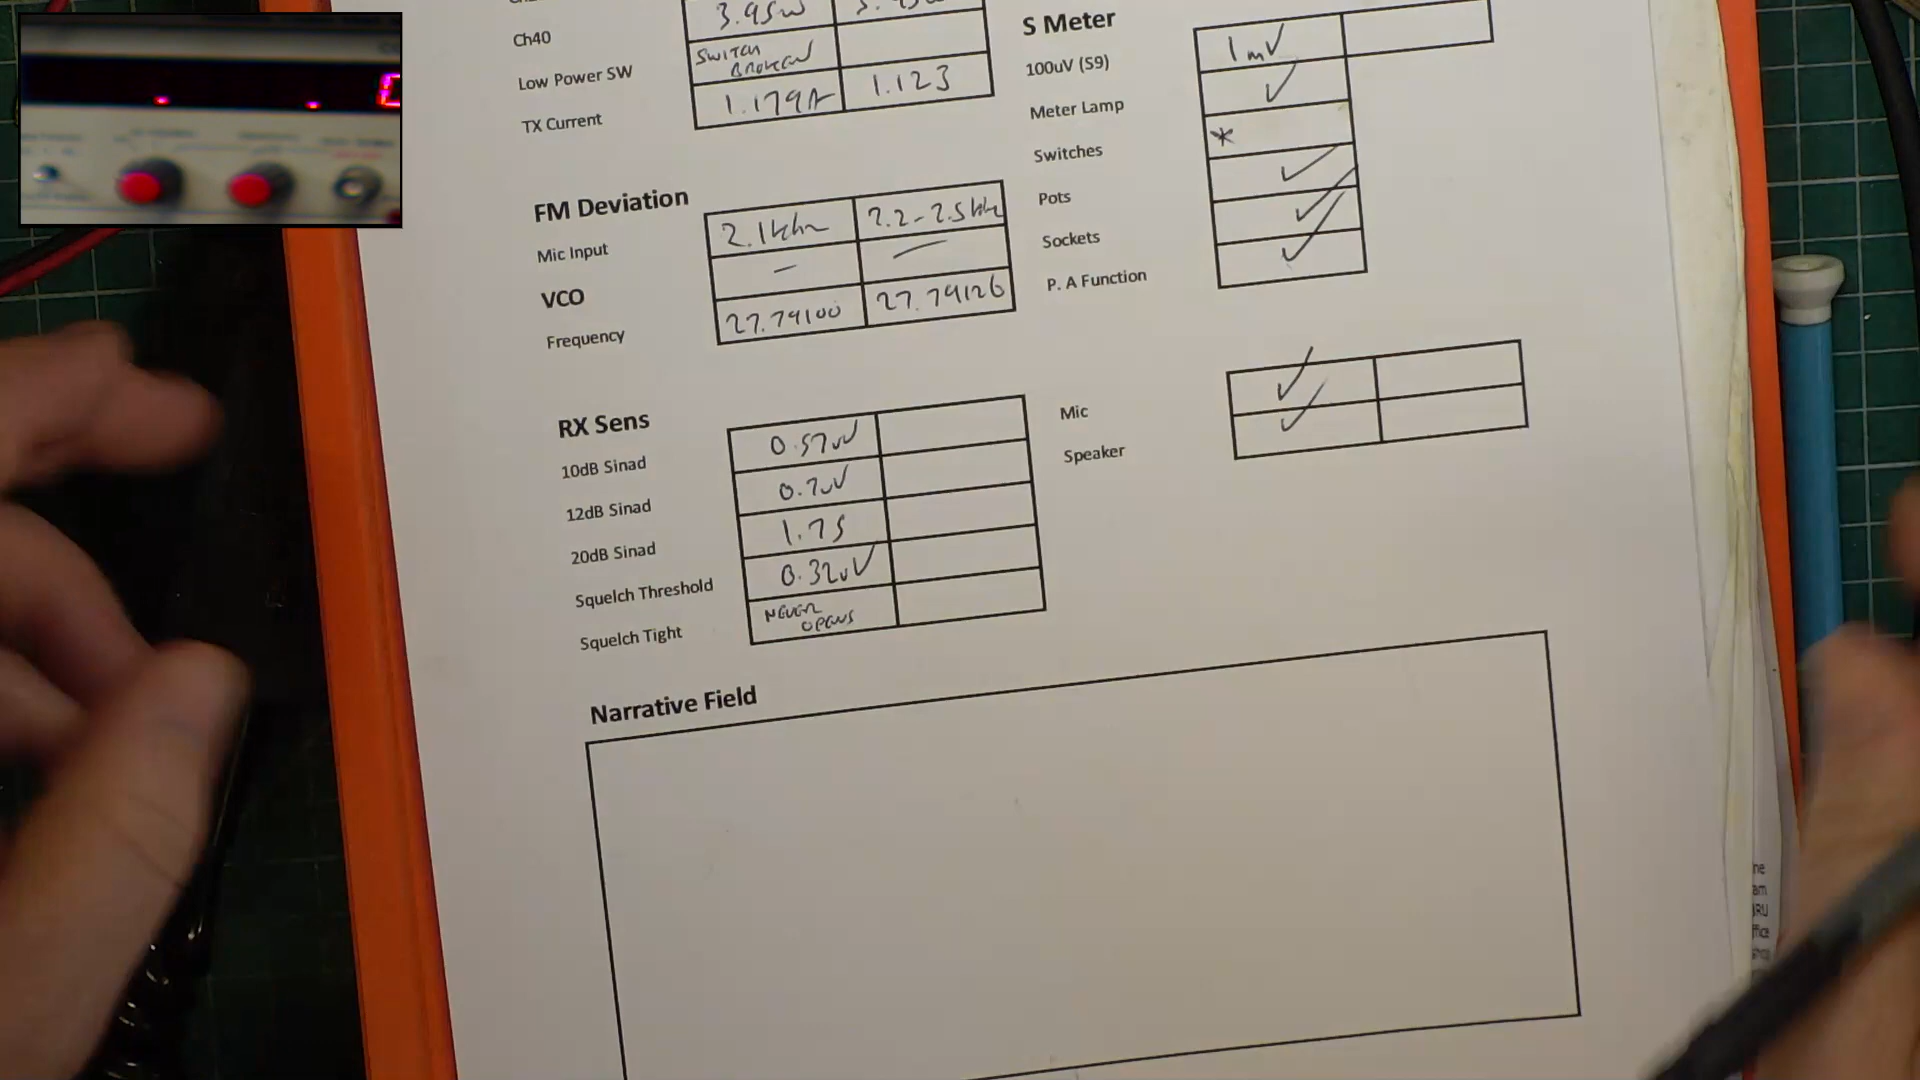 Ch40 3.95W
Low Power SW SWITCH BROKEN
TX Current 1.179A 1.123
FM Deviation
Mic Input 2.1khz 2.2-2.5khz
VCO — —
Frequency 27.79100 27.79126
RX Sens
10dB Sinad 0.57uV
12dB Sinad 0.7uV
20dB Sinad 1.75
Squelch Threshold 0.32uV
Squelch Tight NEVER OPENS
S Meter
100uV (S9) 1mV
Meter Lamp ✓
Switches *
Pots ✓
Sockets ✓
P. A Function ✓
Mic ✓
Speaker ✓
Narrative Field